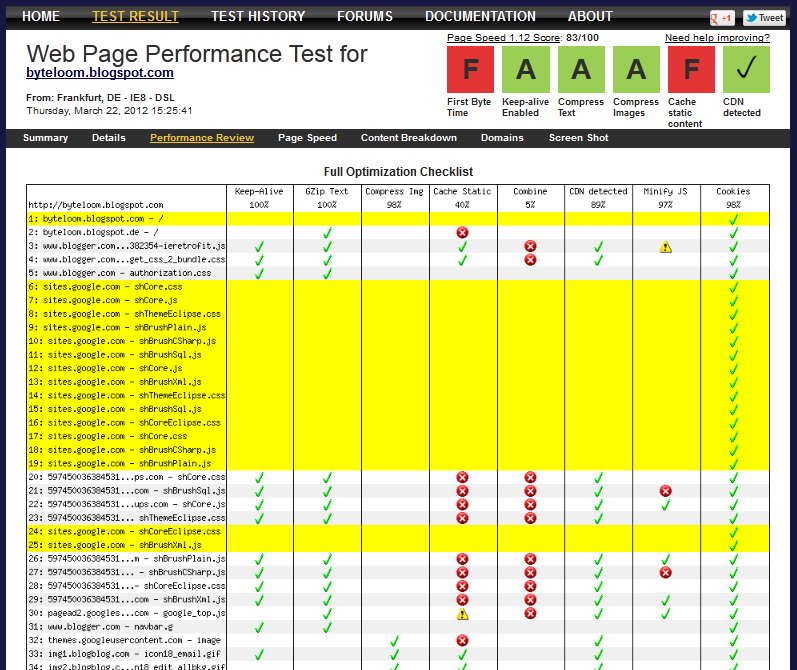 HOME TEST RESULT TEST HISTORY FORUMS DOCUMENTATION ABOUT
g +1 Tweet
Web Page Performance Test for
byteloom.blogspot.com
From: Frankfurt, DE - IE8 - DSL
Thursday, March 22, 2012 15:25:41
Page Speed 1.12 Score: 83/100 Need help improving?
F A A A F
First Byte Time
Keep-alive Enabled
Compress Text
Compress Images
Cache static content
CDN detected
Summary Details Performance Review Page Speed Content Breakdown Domains Screen Shot
Full Optimization Checklist
Keep-Alive GZip Text Compress Img Cache Static Combine CDN detected Minify JS Cookies
http://byteloom.blogspot.com 100% 100% 98% 40% 5% 89% 97% 98%
1: byteloom.blogspot.com - /
2: byteloom.blogspot.de - /
3: www.blogger.com...382354-ieretrofit.js
4: www.blogger.com...get_css_2_bundle.css
5: www.blogger.com - authorization.css
6: sites.google.com - shCore.css
7: sites.google.com - shCore.js
8: sites.google.com - shThemeEclipse.css
9: sites.google.com - shBrushPlain.js
10: sites.google.com - shBrushCSharp.js
11: sites.google.com - shBrushSql.js
12: sites.google.com - shCore.js
13: sites.google.com - shBrushXml.js
14: sites.google.com - shThemeEclipse.css
15: sites.google.com - shBrushSql.js
16: sites.google.com - shCoreEclipse.css
17: sites.google.com - shCore.css
18: sites.google.com - shBrushCSharp.js
19: sites.google.com - shBrushPlain.js
20: 597450036384531...ps.com - shCore.css
21: 597450036384531...com - shBrushSql.js
22: 597450036384531...ups.com - shCore.js
23: 597450036384531... shThemeEclipse.css
24: sites.google.com - shCoreEclipse.css
25: sites.google.com - shBrushXml.js
26: 597450036384531...m - shBrushPlain.js
27: 597450036384531... - shBrushCSharp.js
28: 597450036384531...- shCoreEclipse.css
29: 597450036384531...com - shBrushXml.js
30: pagead2.googles...com - google_top.js
31: www.blogger.com - navbar.g
32: themes.googleusercontent.com - image
33: img1.blogblog.com - icon18_email.gif
34: img2.blogblog.c...n18_edit_allbkg.gif